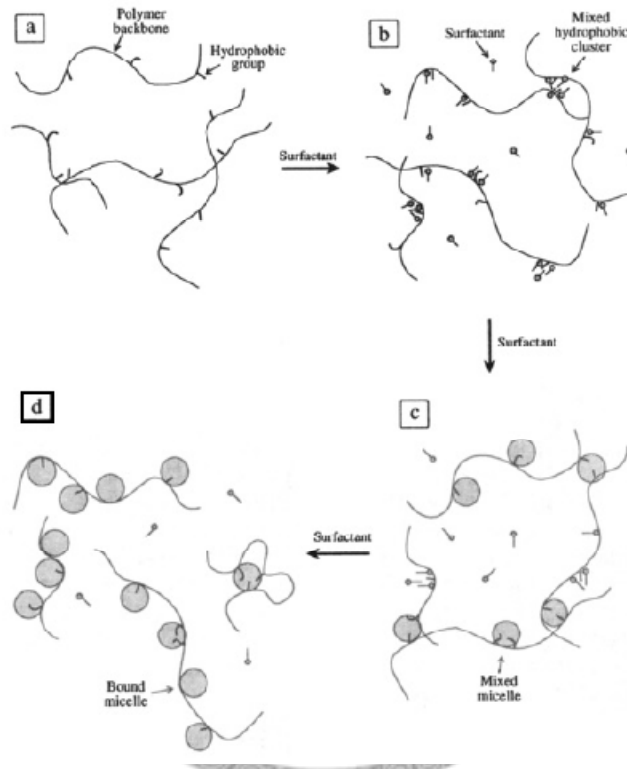 a
Polymer
backbone
Hydrophobic
group
Surfactant
b
Surfactant
Mixed
hydrophobic
cluster
Surfactant
d
Surfactant
Bound
micelle
c
Mixed
micelle